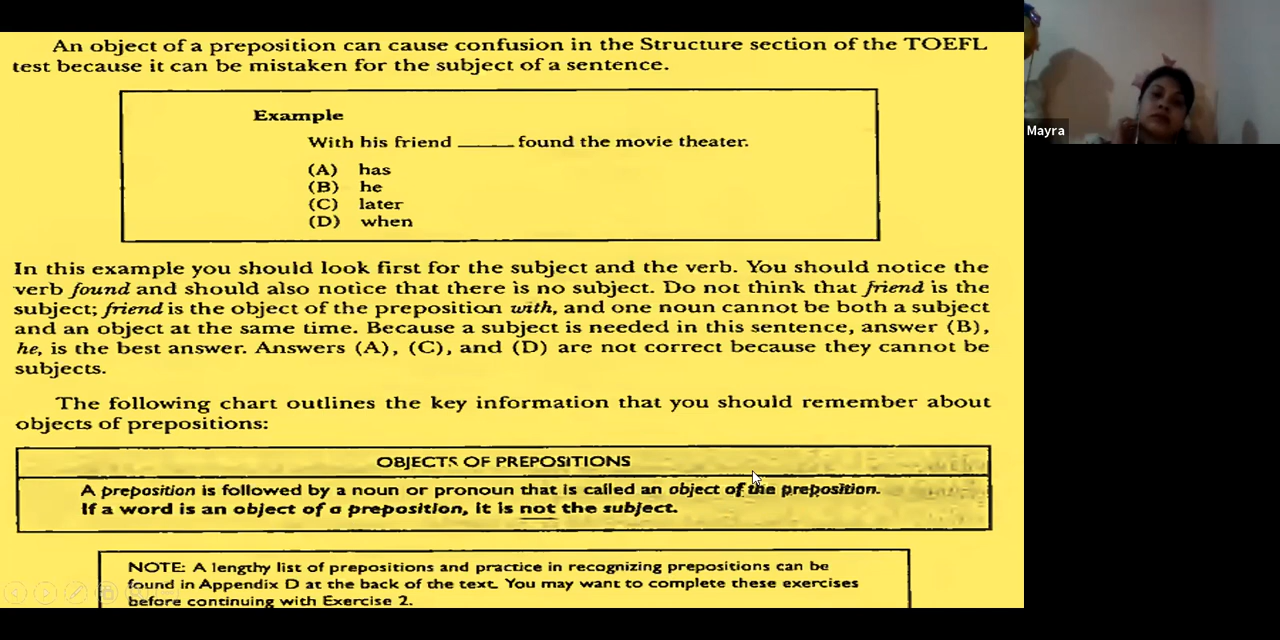 An object of a preposition can cause confusion in the Structure section of the TOEFL
test because it can be mistaken for the subject of a sentence.
Example
With his friend _____ found the movie theater.
(A) has
(B) he
(C) later
(D) when
In this example you should look first for the subject and the verb. You should notice the
verb found and should also notice that there is no subject. Do not think that friend is the
subject; friend is the object of the preposition with, and one noun cannot be both a subject
and an object at the same time. Because a subject is needed in this sentence, answer (B),
he, is the best answer. Answers (A), (C), and (D) are not correct because they cannot be
subjects.
The following chart outlines the key information that you should remember about
objects of prepositions:
OBJECTS OF PREPOSITIONS
A preposition is followed by a noun or pronoun that is called an object of the preposition.
If a word is an object of a preposition, it is not the subject.
NOTE: A lengthy list of prepositions and practice in recognizing prepositions can be
found in Appendix D at the back of the text. You may want to complete these exercises
before continuing with Exercise 2.
Mayra